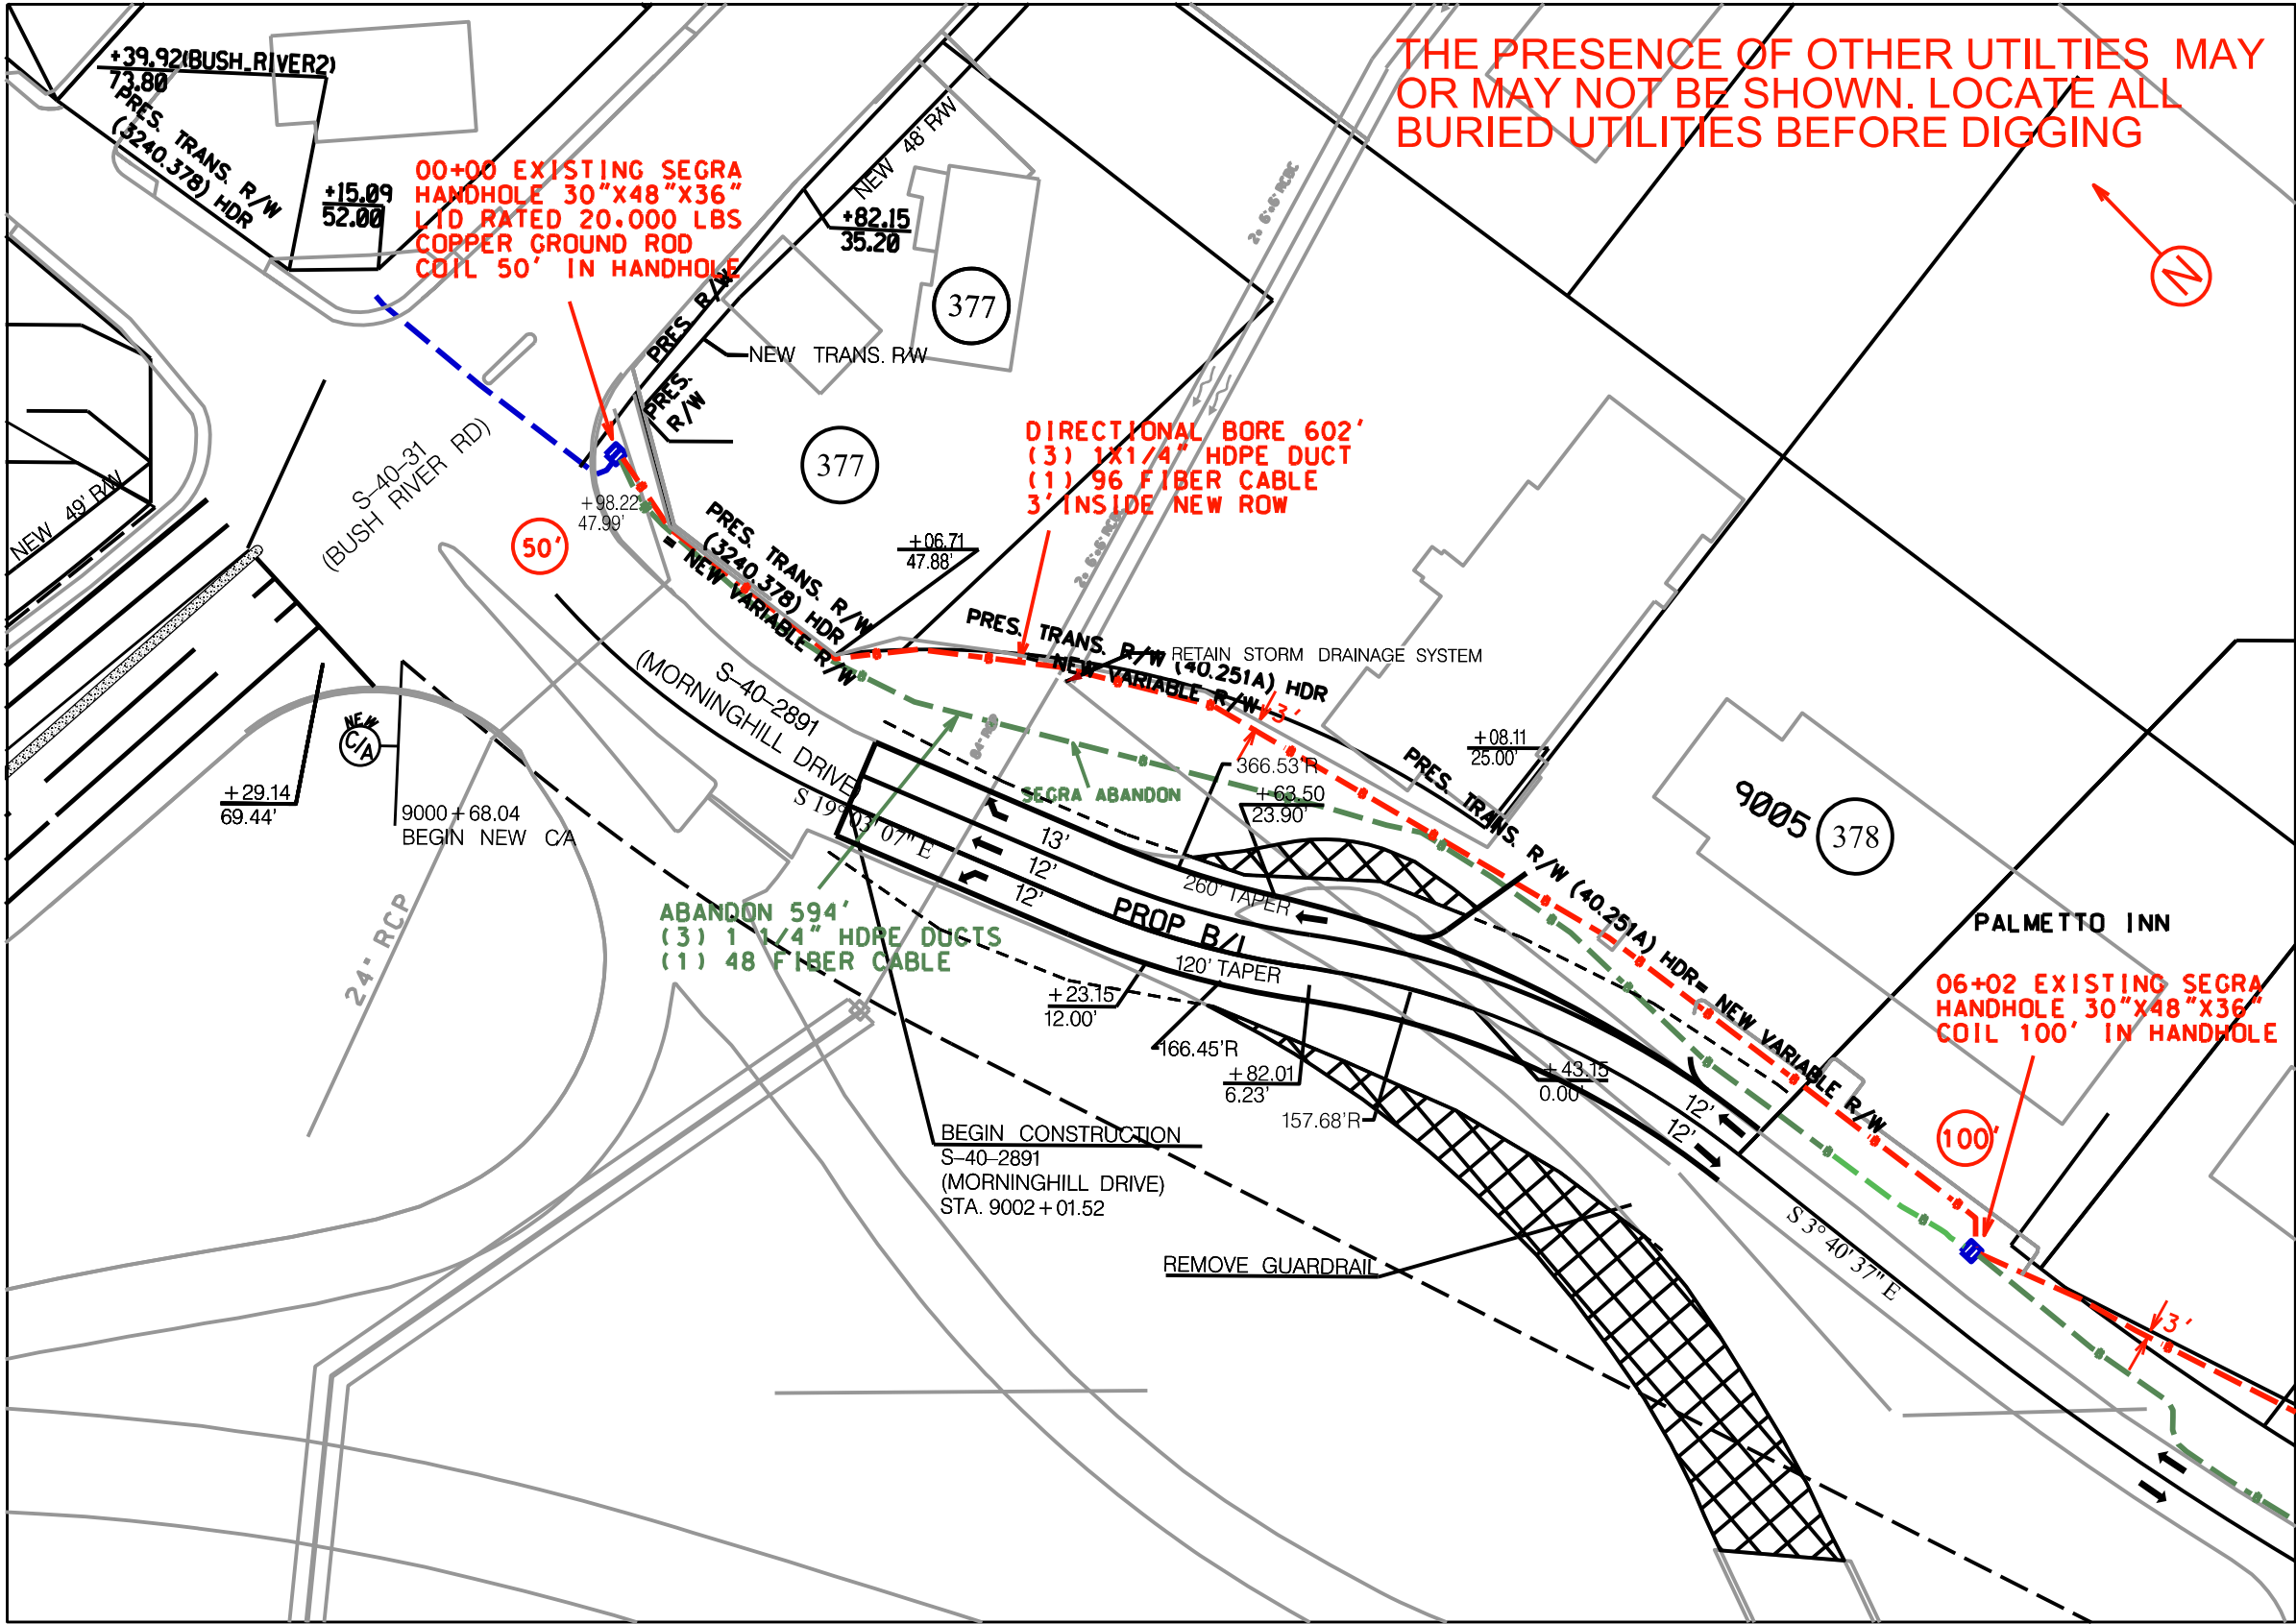 THE PRESENCE OF OTHER UTILTIES MAY
OR MAY NOT BE SHOWN. LOCATE ALL
BURIED UTILITIES BEFORE DIGGING
N
+39.92(BUSH_RIVER2)
73.80
PRES. TRANS. R/W
(3240.378) HDR
+15.09
52.00
00+00 EXISTING SEGRA
HANDHOLE 30"X48"X36"
LID RATED 20,000 LBS
COPPER GROUND ROD
COIL 50' IN HANDHOLE
NEW 48' R/W
+82.15
35.20
377
PRES. R/W
NEW TRANS. R/W
PRES.
R/W
377
NEW 49' R/W
S-40-31
(BUSH RIVER RD)
50'
+98.22
47.99'
DIRECTIONAL BORE 602'
(3) 1X1/4" HDPE DUCT
(1) 96 FIBER CABLE
3' INSIDE NEW ROW
+06.71
47.88'
PRES. TRANS. R/W
(3240.378) HDR
NEW VARIABLE R/W
PRES. TRANS. R/W (40.251A) HDR
NEW VARIABLE R/W
RETAIN STORM DRAINAGE SYSTEM
3'
S-40-2891
(MORNINGHILL DRIVE)
S 19° 03' 07" E
NEW
C/A
+29.14
69.44'
9000+68.04
BEGIN NEW C/A
24" RCP
SEGRA ABANDON
366.53'R
+63.50
23.90'
+08.11
25.00'
9005
378
PALMETTO INN
PRES. TRANS. R/W (40.251A) HDR
NEW VARIABLE R/W
13'
12'
12'
260' TAPER
PROP B/L
120' TAPER
ABANDON 594'
(3) 1 1/4" HDPE DUCTS
(1) 48 FIBER CABLE
+23.15
12.00'
166.45'R
+82.01
6.23'
157.68'R
+43.15
0.00'
06+02 EXISTING SEGRA
HANDHOLE 30"X48"X36"
COIL 100' IN HANDHOLE
100'
12'
12'
BEGIN CONSTRUCTION
S-40-2891
(MORNINGHILL DRIVE)
STA. 9002+01.52
REMOVE GUARDRAIL
S 3° 40' 37" E
3'